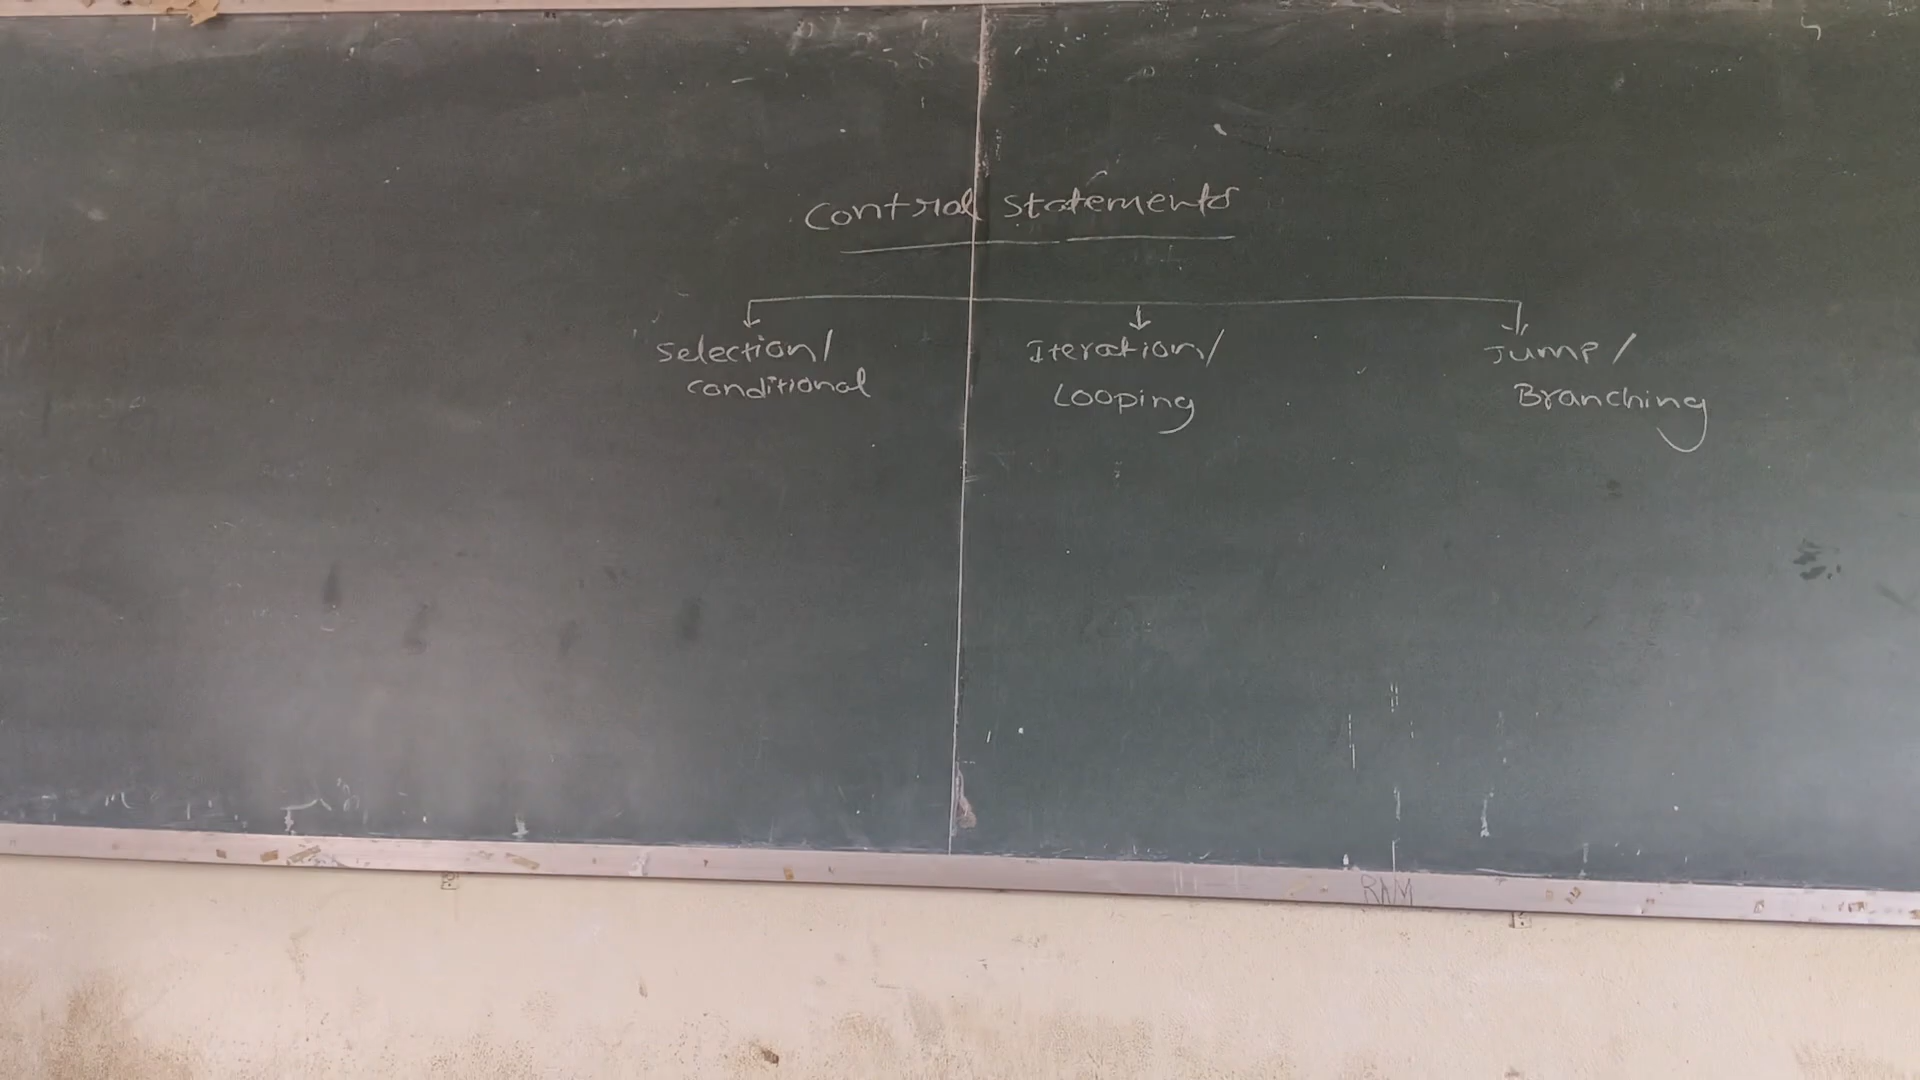 Control Statements
Selection/
conditional
Iteration/
Looping
Jump/
Branching
RAM